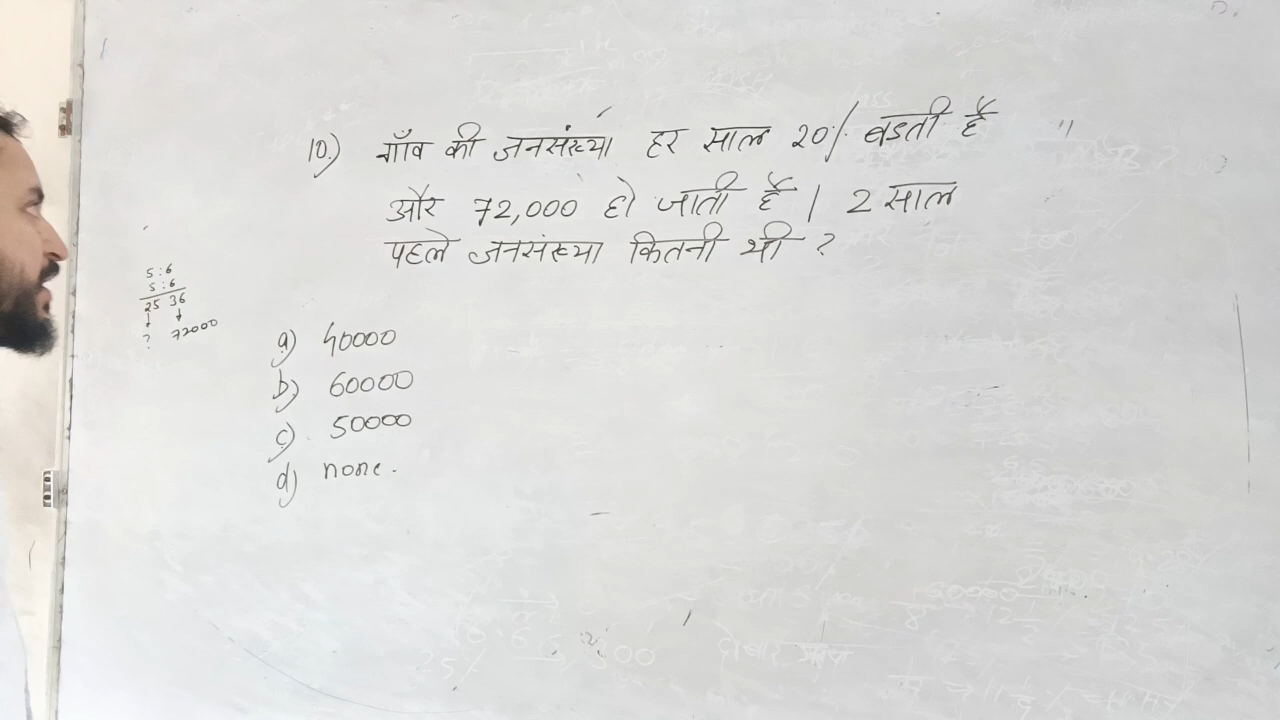 10.) गाँव की जनसंख्या हर साल 20% बडती है
और 72,000 हो जाती है | 2 साल
पहले जनसंख्या कितनी थी ?
5:6
5:6
25 36
? 72000
a) 40000
b) 60000
c) 50000
d) none.